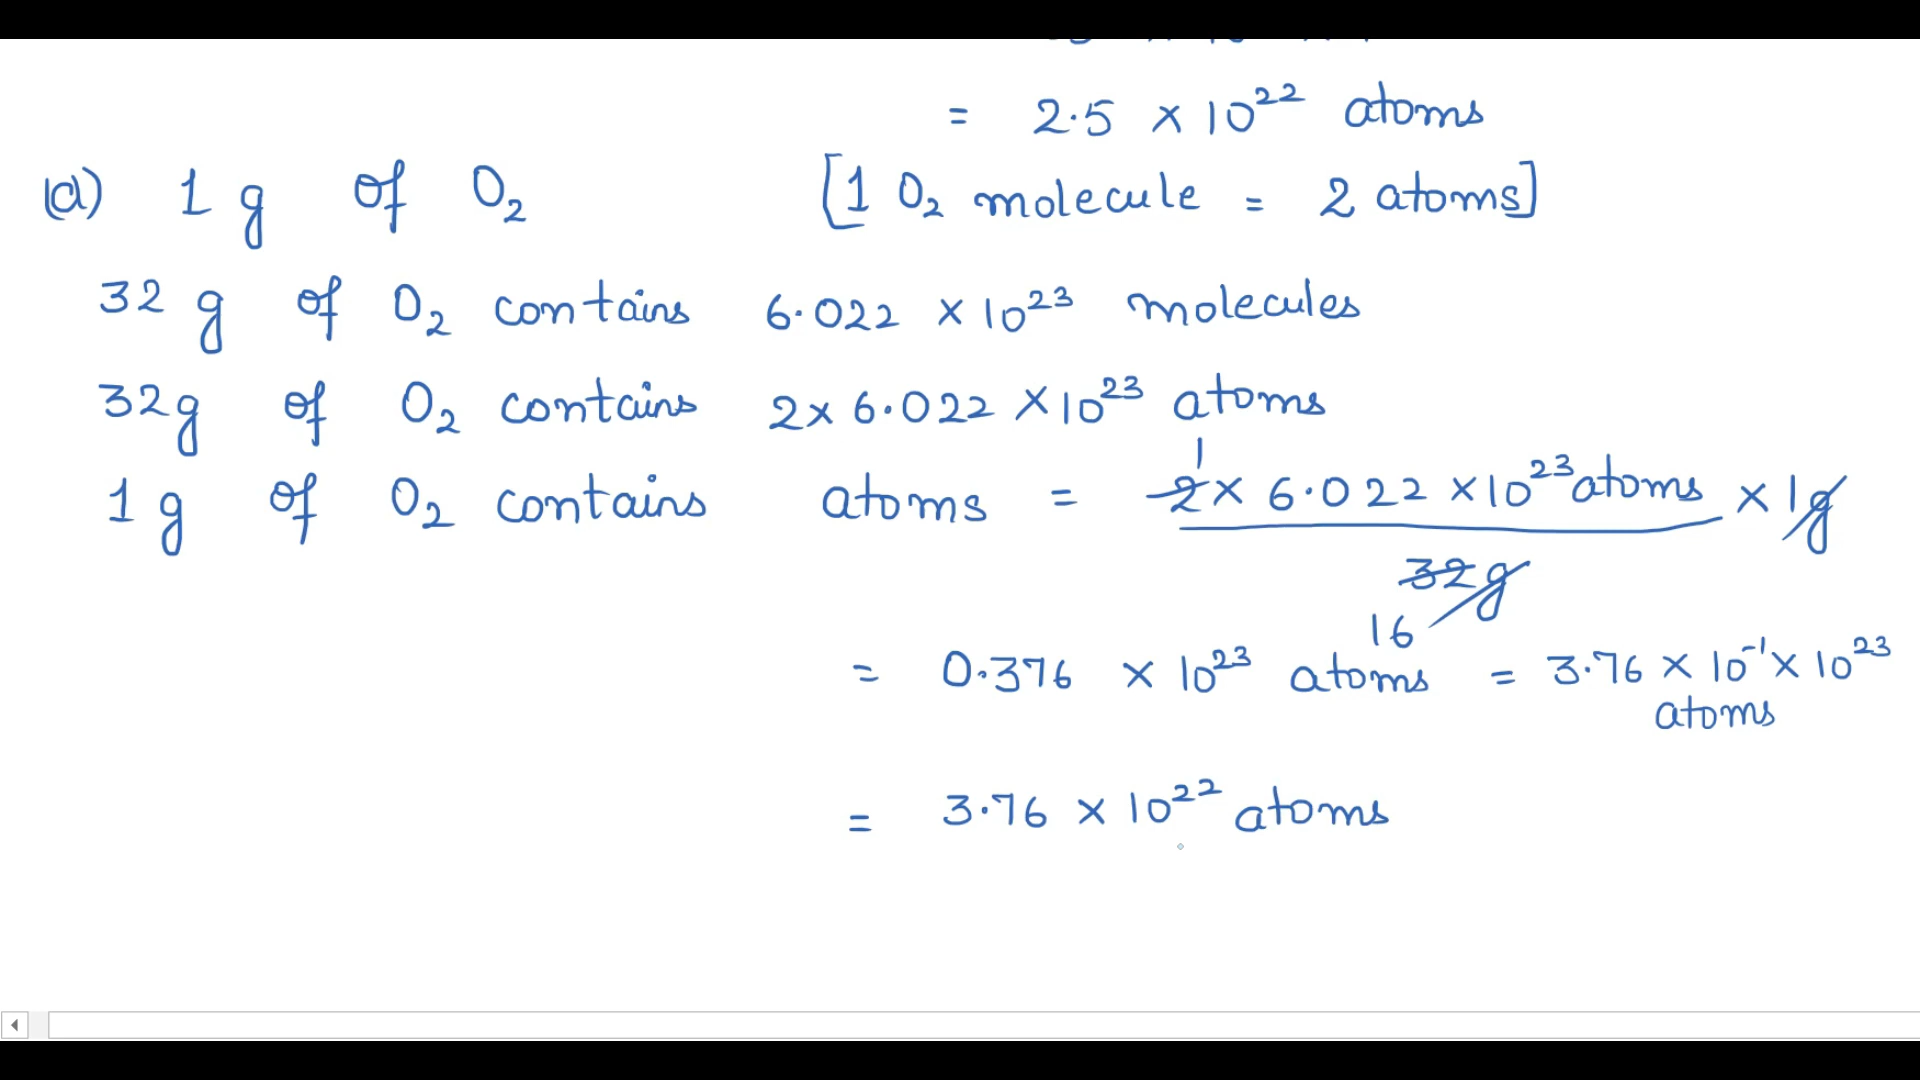 = 2.5 × 10²² atoms
(d) 1 g of O₂ [1 O₂ molecule = 2 atoms]
32 g of O₂ contains 6.022 × 10²³ molecules
32g of O₂ contains 2 × 6.022 × 10²³ atoms
1
1 g of O₂ contains atoms = 2 × 6.022 × 10²³ atoms × 1g
32g
16
= 0.376 × 10²³ atoms = 3.76 × 10⁻¹ × 10²³
atoms
= 3.76 × 10²² atoms